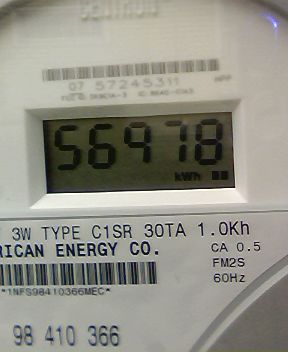 07 57245311
56978
kWh
3W TYPE C1SR 30TA 1.0Kh
RICAN ENERGY CO.
CA 0.5
FM2S
60Hz
*1NFS98410366MEC*
98 410 366